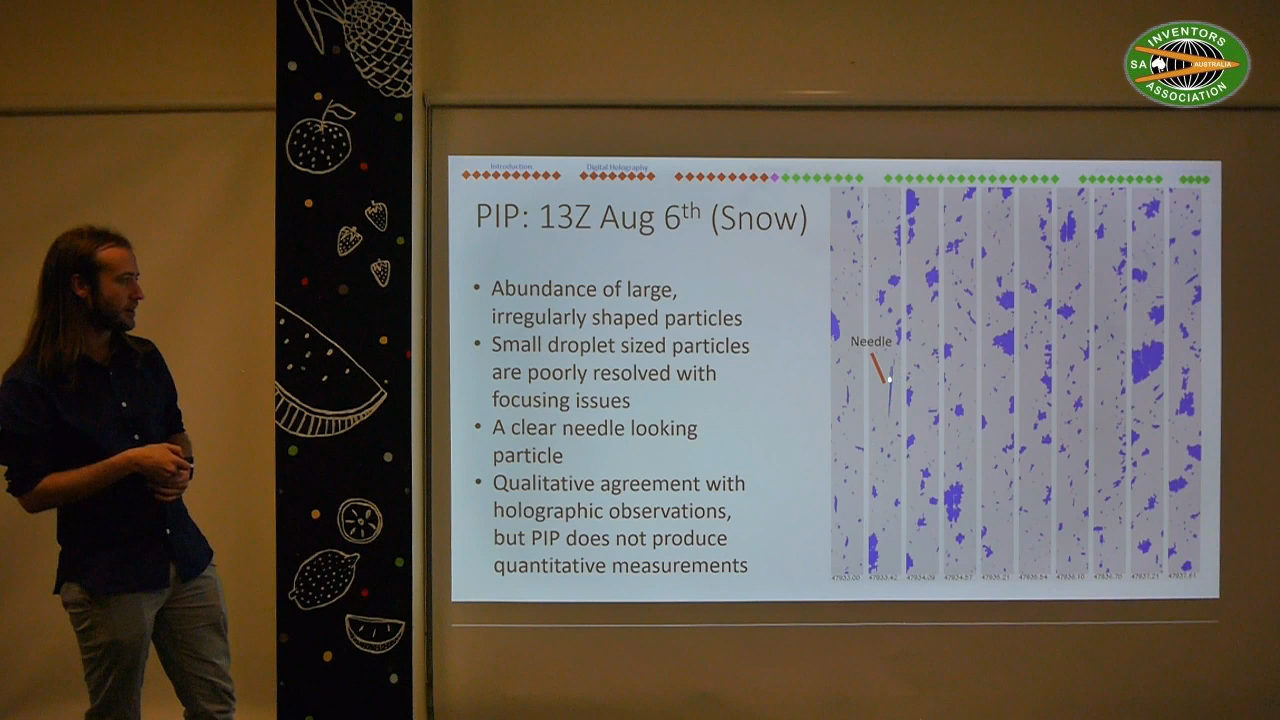 INVENTORS
SA AUSTRALIA
ASSOCIATION
Introduction
Digital Holography
PIP: 13Z Aug 6th (Snow)
• Abundance of large,
irregularly shaped particles
• Small droplet sized particles
are poorly resolved with
focusing issues
• A clear needle looking
particle
• Qualitative agreement with
holographic observations,
but PIP does not produce
quantitative measurements
Needle